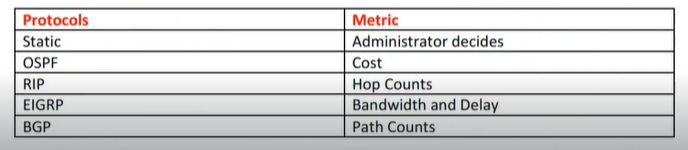 Protocols Metric
Static Administrator decides
OSPF Cost
RIP Hop Counts
EIGRP Bandwidth and Delay
BGP Path Counts